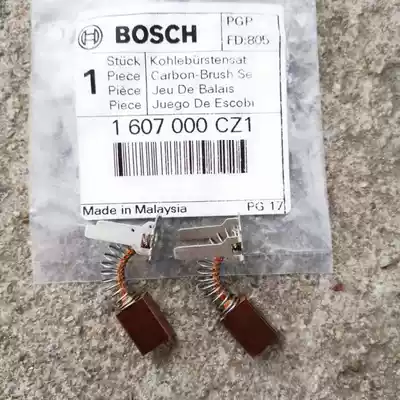 BOSCH
PGP
FD:805
1
Stück Kohlebürstensat
Piece Carbon-Brush Se
Pièce Jeu De Balais
Piece Juego De Escobi
1 607 000 CZ1
Made in Malaysia
PG 17